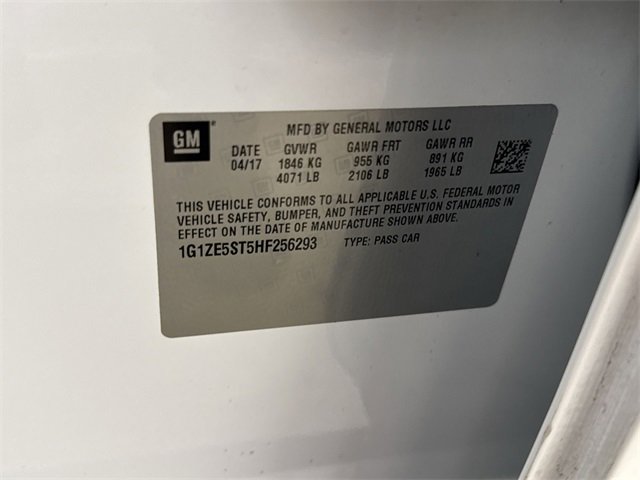 GM
MFD BY GENERAL MOTORS LLC
DATE GVWR GAWR FRT GAWR RR
04/17 1846 KG 955 KG 891 KG
4071 LB 2106 LB 1965 LB
THIS VEHICLE CONFORMS TO ALL APPLICABLE U.S. FEDERAL MOTOR
VEHICLE SAFETY, BUMPER, AND THEFT PREVENTION STANDARDS IN
EFFECT ON THE DATE OF MANUFACTURE SHOWN ABOVE.
1G1ZE5ST5HF256293 TYPE: PASS CAR